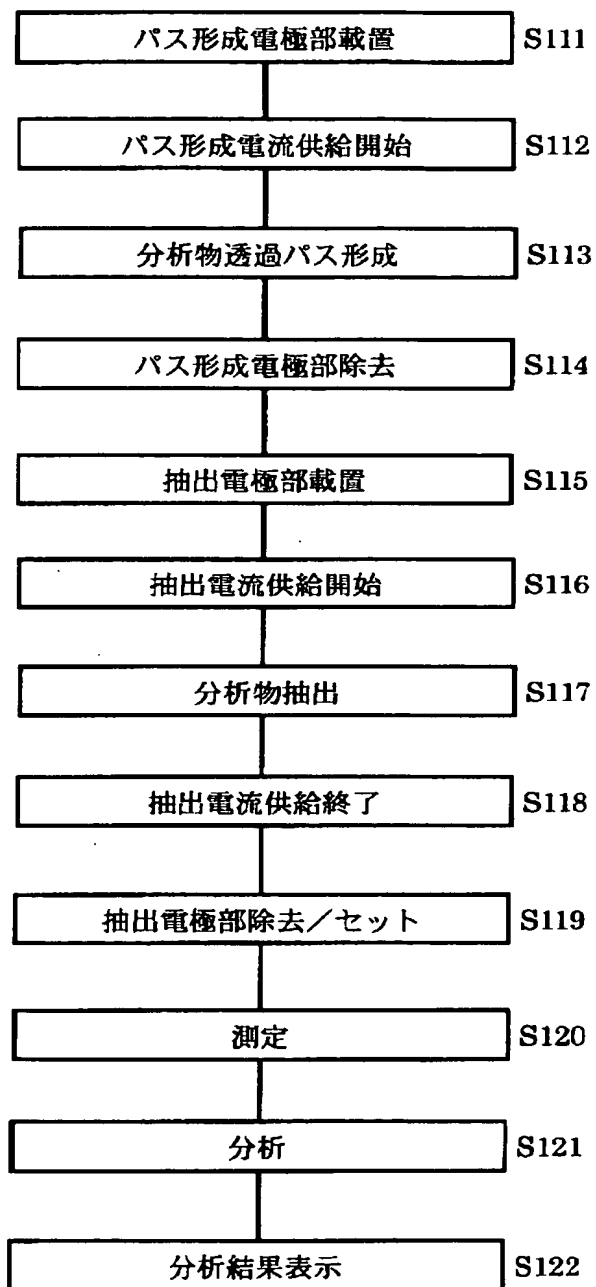 パス形成電極部載置 S111
パス形成電流供給開始 S112
分析物透過パス形成 S113
パス形成電極部除去 S114
抽出電極部載置 S115
抽出電流供給開始 S116
分析物抽出 S117
抽出電流供給終了 S118
抽出電極部除去／セット S119
測定 S120
分析 S121
分析結果表示 S122